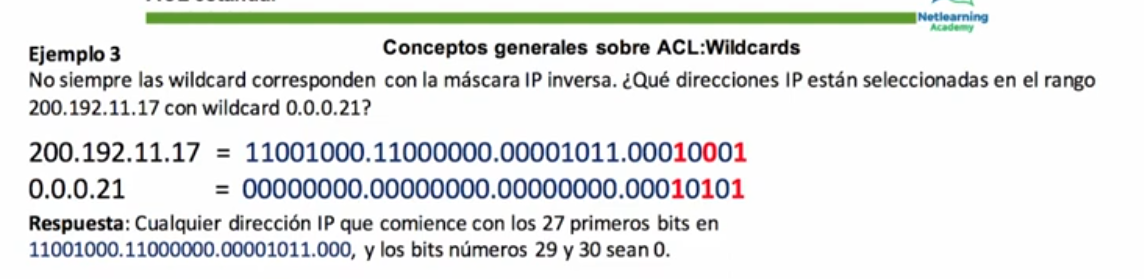 Netlearning
Academy
Ejemplo 3
Conceptos generales sobre ACL:Wildcards
No siempre las wildcard corresponden con la máscara IP inversa. ¿Qué direcciones IP están seleccionadas en el rango
200.192.11.17 con wildcard 0.0.0.21?
200.192.11.17 = 11001000.11000000.00001011.00010001
0.0.0.21 = 00000000.00000000.00000000.00010101
Respuesta: Cualquier dirección IP que comience con los 27 primeros bits en
11001000.11000000.00001011.000, y los bits números 29 y 30 sean 0.